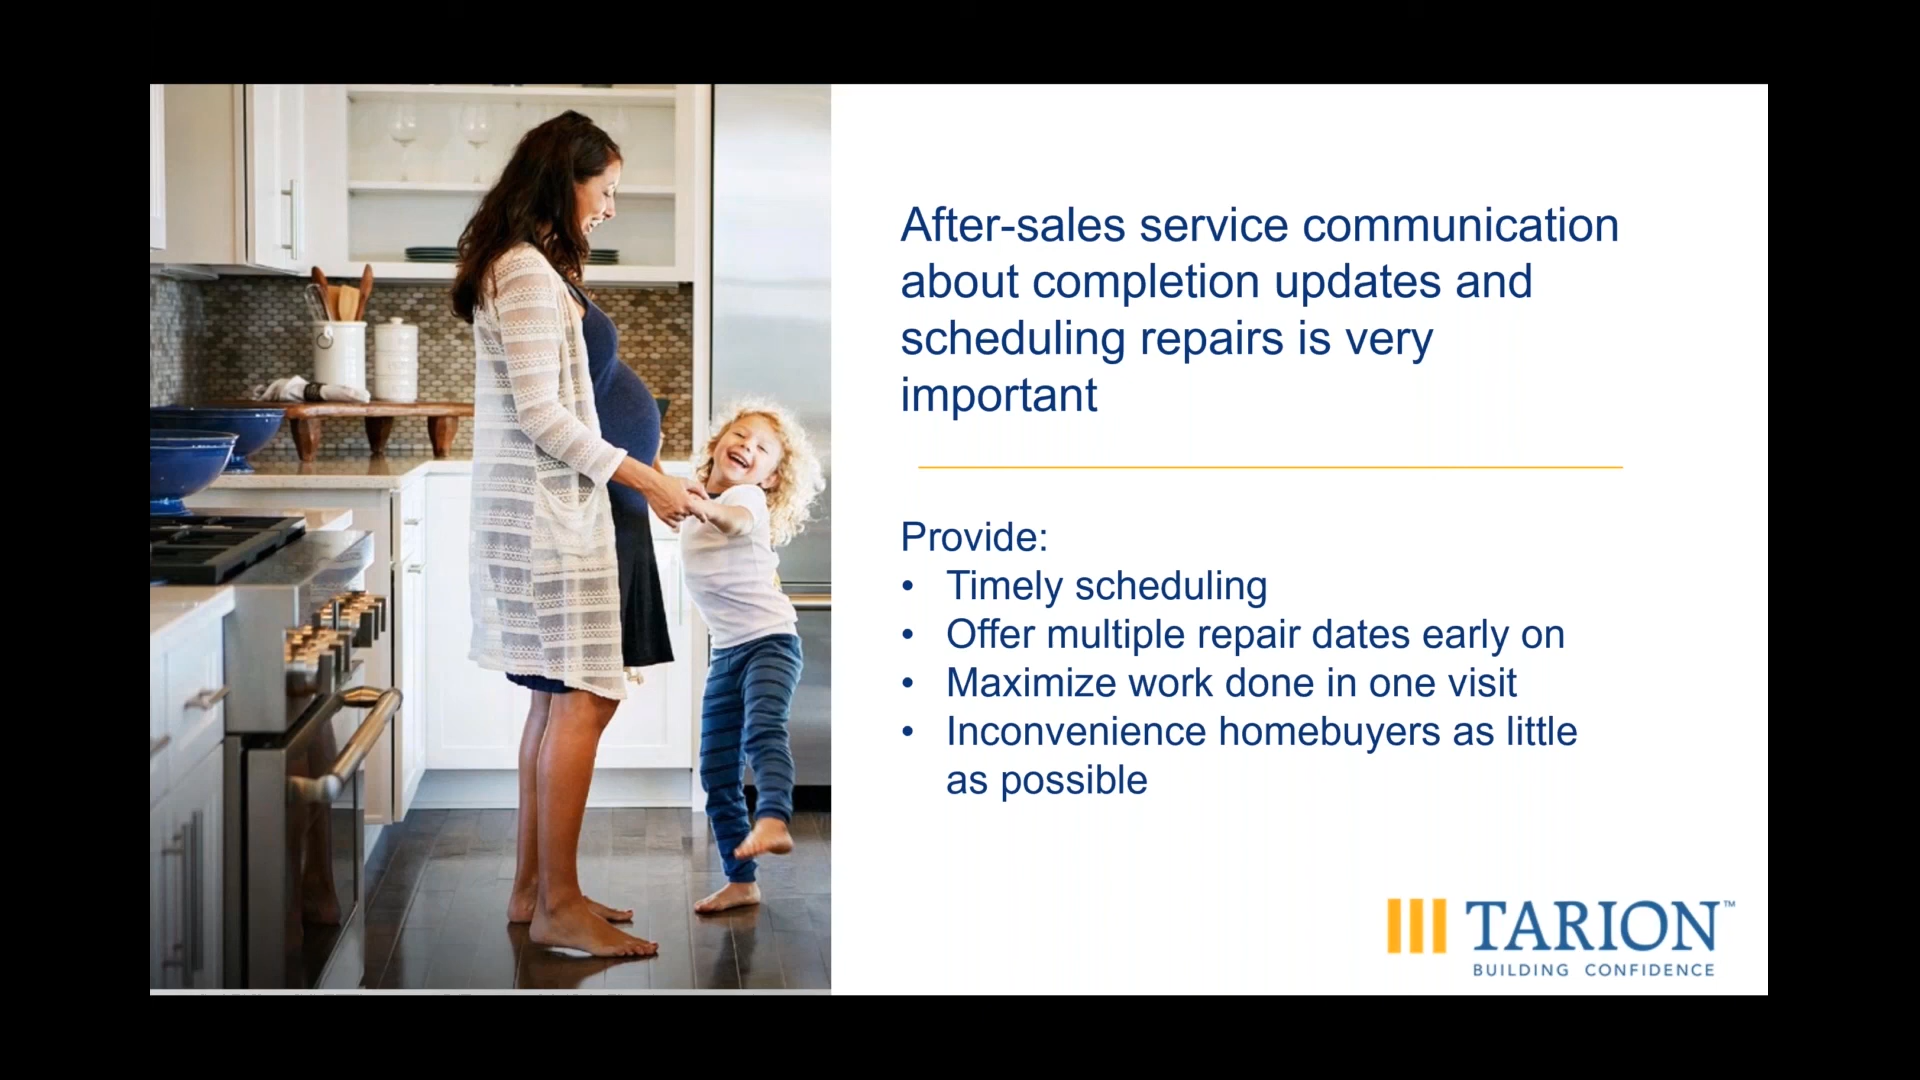 After-sales service communication
about completion updates and
scheduling repairs is very
important
Provide:
• Timely scheduling
• Offer multiple repair dates early on
• Maximize work done in one visit
• Inconvenience homebuyers as little
as possible
TARION™
BUILDING CONFIDENCE